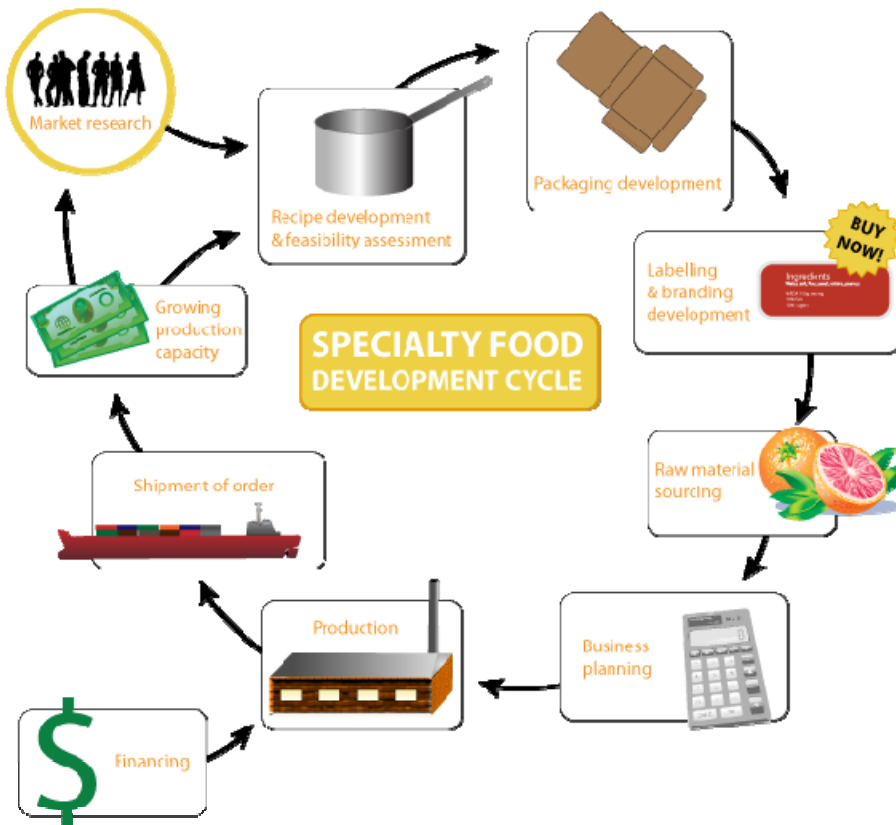 Market research
Recipe development
& feasibility assessment
Packaging development
BUY
NOW!
Labelling
& branding
development
Ingredients
Growing
production
capacity
SPECIALTY FOOD
DEVELOPMENT CYCLE
Raw material
sourcing
Shipment of order
Business
planning
Production
Financing